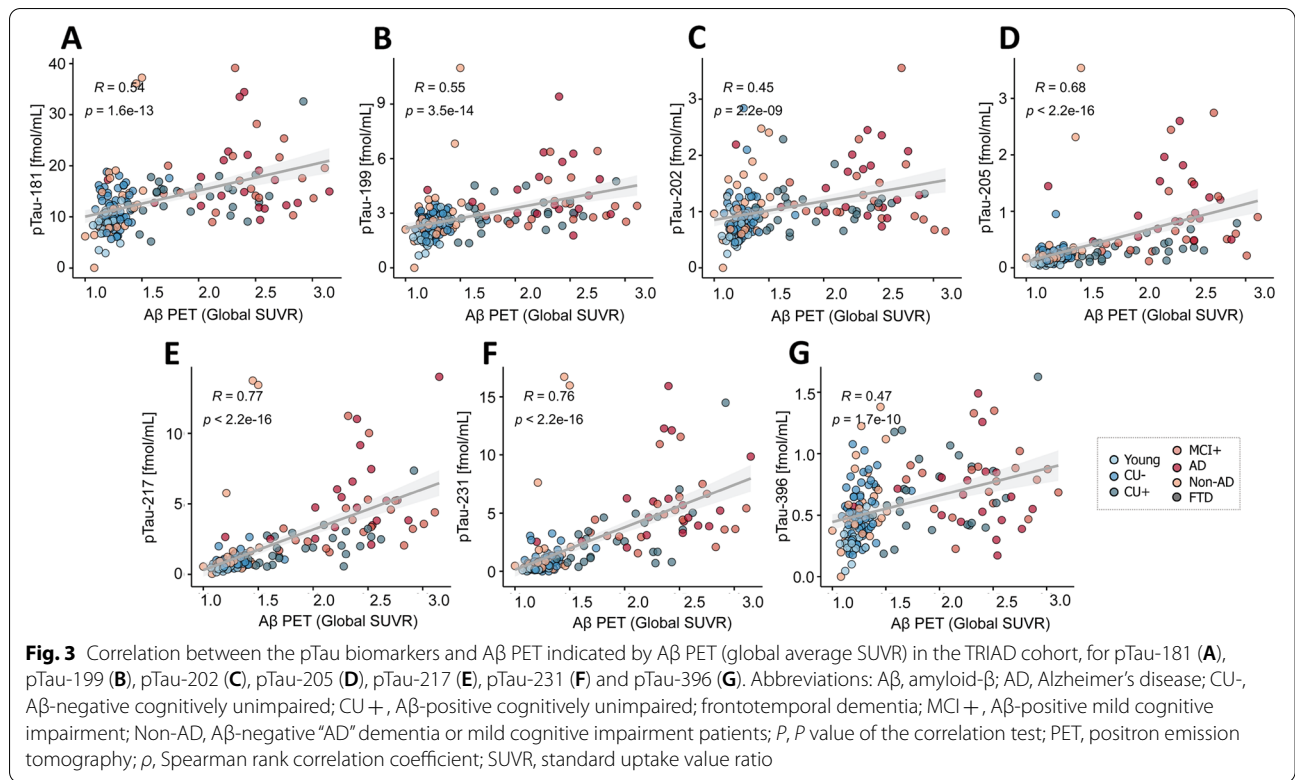 A
B
C
D
40
30
20
10
0
pTau-181 [fmol/mL]
R = 0.54
p = 1.6e-13
1.0 1.5 2.0 2.5 3.0
Aβ PET (Global SUVR)
9
6
3
0
pTau-199 [fmol/mL]
R = 0.55
p = 3.5e-14
1.0 1.5 2.0 2.5 3.0
Aβ PET (Global SUVR)
3
2
1
0
pTau-202 [fmol/mL]
R = 0.45
p = 2.2e-09
1.0 1.5 2.0 2.5 3.0
Aβ PET (Global SUVR)
3
2
1
0
pTau-205 [fmol/mL]
R = 0.68
p < 2.2e-16
1.0 1.5 2.0 2.5 3.0
Aβ PET (Global SUVR)
E
F
G
10
5
0
pTau-217 [fmol/mL]
R = 0.77
p < 2.2e-16
1.0 1.5 2.0 2.5 3.0
Aβ PET (Global SUVR)
15
10
5
0
pTau-231 [fmol/mL]
R = 0.76
p < 2.2e-16
1.0 1.5 2.0 2.5 3.0
Aβ PET (Global SUVR)
1.5
1.0
0.5
0.0
pTau-396 [fmol/mL]
R = 0.47
p = 1.7e-10
1.0 1.5 2.0 2.5 3.0
Aβ PET (Global SUVR)
Young
CU-
CU+
MCI+
AD
Non-AD
FTD
Fig. 3 Correlation between the pTau biomarkers and Aβ PET indicated by Aβ PET (global average SUVR) in the TRIAD cohort, for pTau-181 (A),
pTau-199 (B), pTau-202 (C), pTau-205 (D), pTau-217 (E), pTau-231 (F) and pTau-396 (G). Abbreviations: Aβ, amyloid-β; AD, Alzheimer's disease; CU-,
Aβ-negative cognitively unimpaired; CU +, Aβ-positive cognitively unimpaired; frontotemporal dementia; MCI +, Aβ-positive mild cognitive
impairment; Non-AD, Aβ-negative “AD” dementia or mild cognitive impairment patients; P, P value of the correlation test; PET, positron emission
tomography; ρ, Spearman rank correlation coefficient; SUVR, standard uptake value ratio